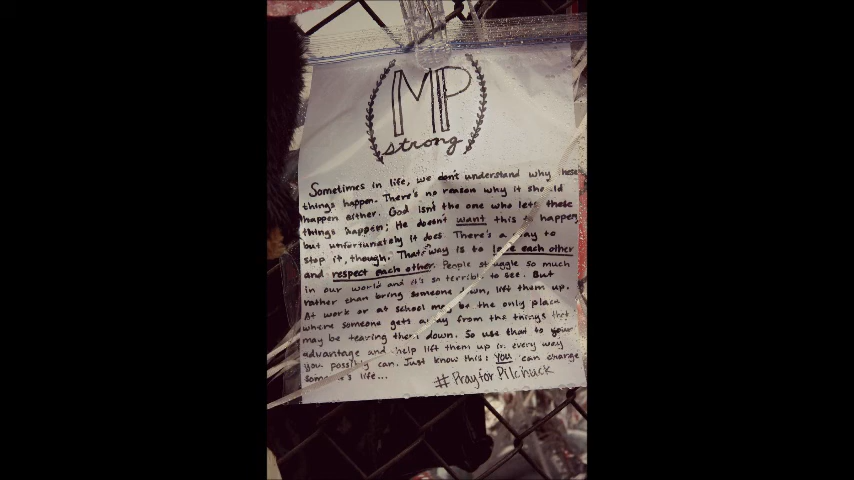 MP
strong
Sometimes in life, we don't understand why these
things happen. There's no reason why it should
happen either. God isn't the one who lets these
things happen; He doesn't want this to happen
but unfortunately it does. There's a way to
stop it, though. That way is to love each other
and respect each other. People struggle so much
in our world and it's so terrible to see. But
rather than bring someone down, lift them up.
At work or at school may be the only place
where someone gets away from the things that
may be tearing them down. So use that to your
advantage and help lift them up in every way
you possibly can. Just know this: you can change
someone's life...
#PrayforPilchuck